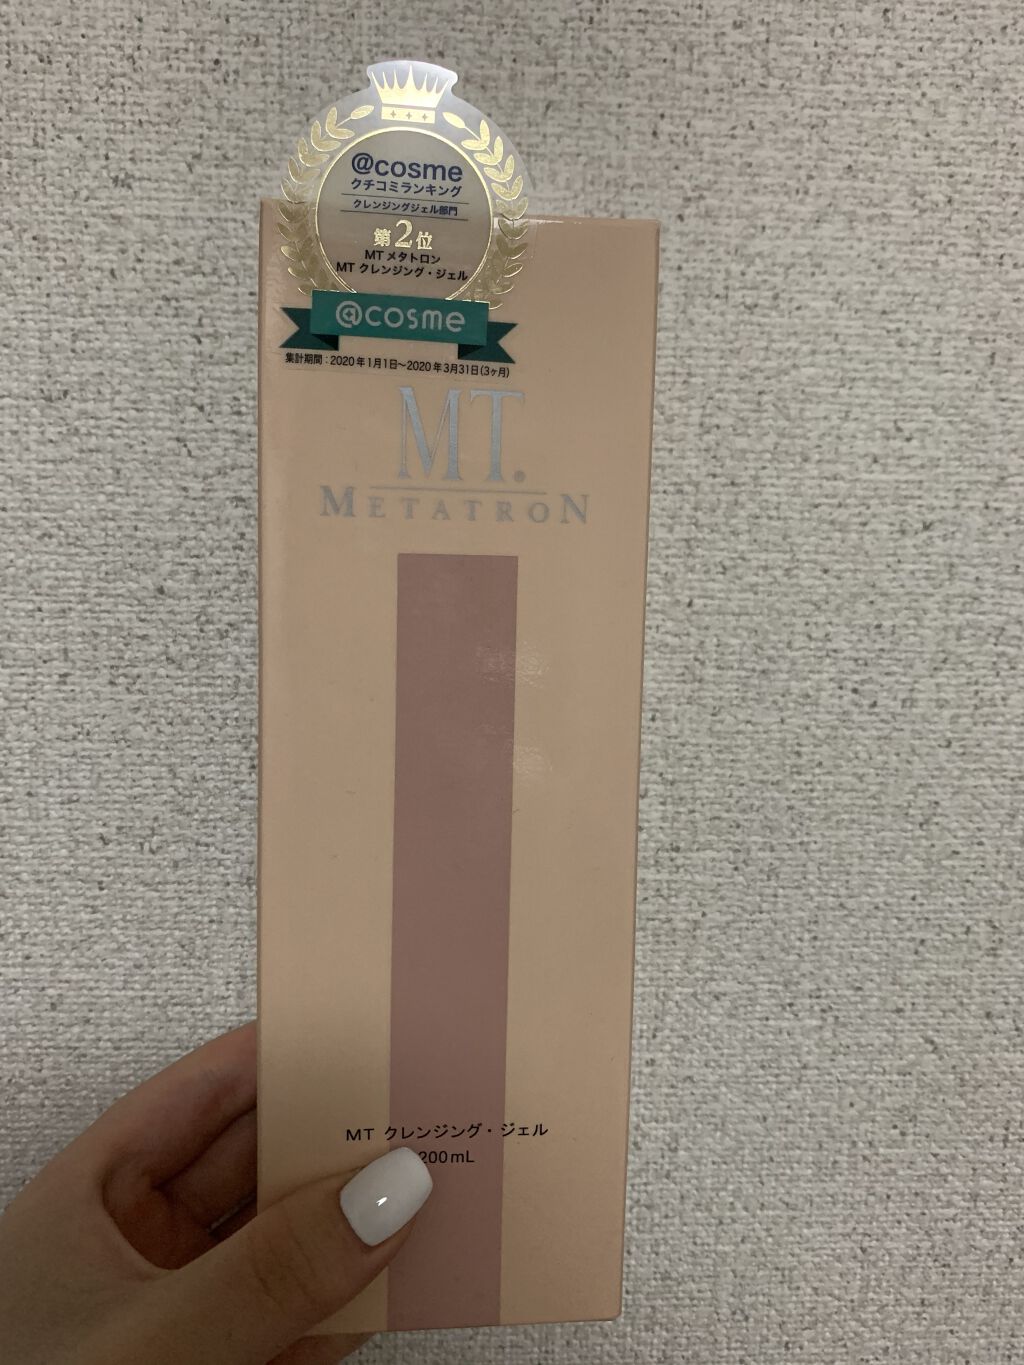 @cosme
クチコミランキング
クレンジングジェル部門
第2位
MT メタトロン
MT クレンジング・ジェル
@cosme
集計期間:2020年1月1日〜2020年3月31日(3ヶ月)
MT.
METATRON
MT クレンジング・ジェル
200mL